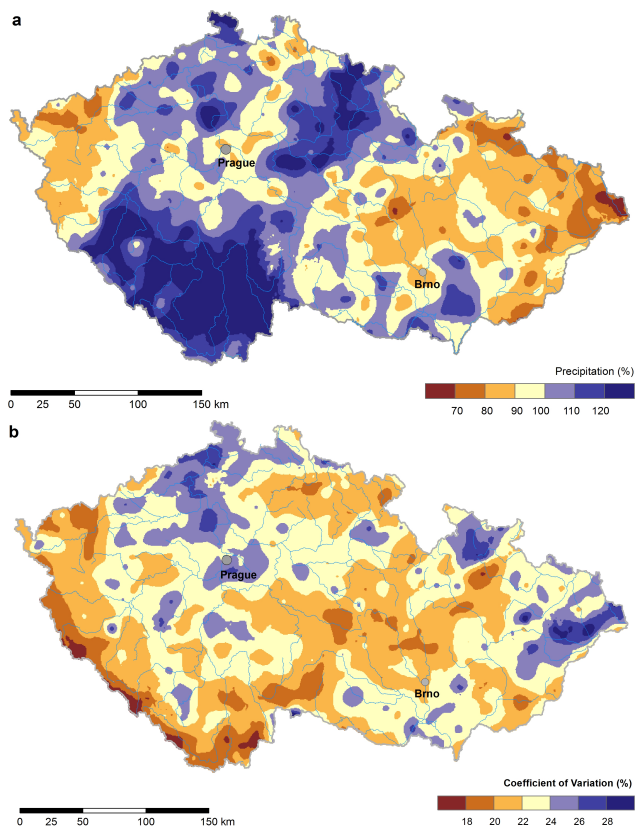 a
Prague
Brno
Precipitation (%)
0 25 50 100 150 km
70 80 90 100 110 120
b
Prague
Brno
Coefficient of Variation (%)
0 25 50 100 150 km
18 20 22 24 26 28